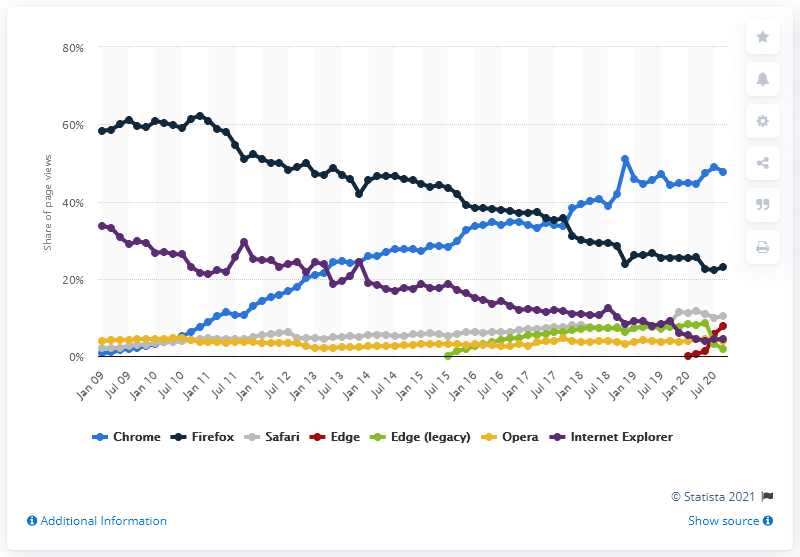 80%
60%
40%
20%
0%
Share of page views
Jan 09
Jul 09
Jan 10
Jul 10
Jan 11
Jul 11
Jan 12
Jul 12
Jan 13
Jul 13
Jan 14
Jul 14
Jan 15
Jul 15
Jan 16
Jul 16
Jan 17
Jul 17
Jan 18
Jul 18
Jan 19
Jul 19
Jan 20
Jul 20
Chrome Firefox Safari Edge Edge (legacy) Opera Internet Explorer
© Statista 2021
Additional Information Show source